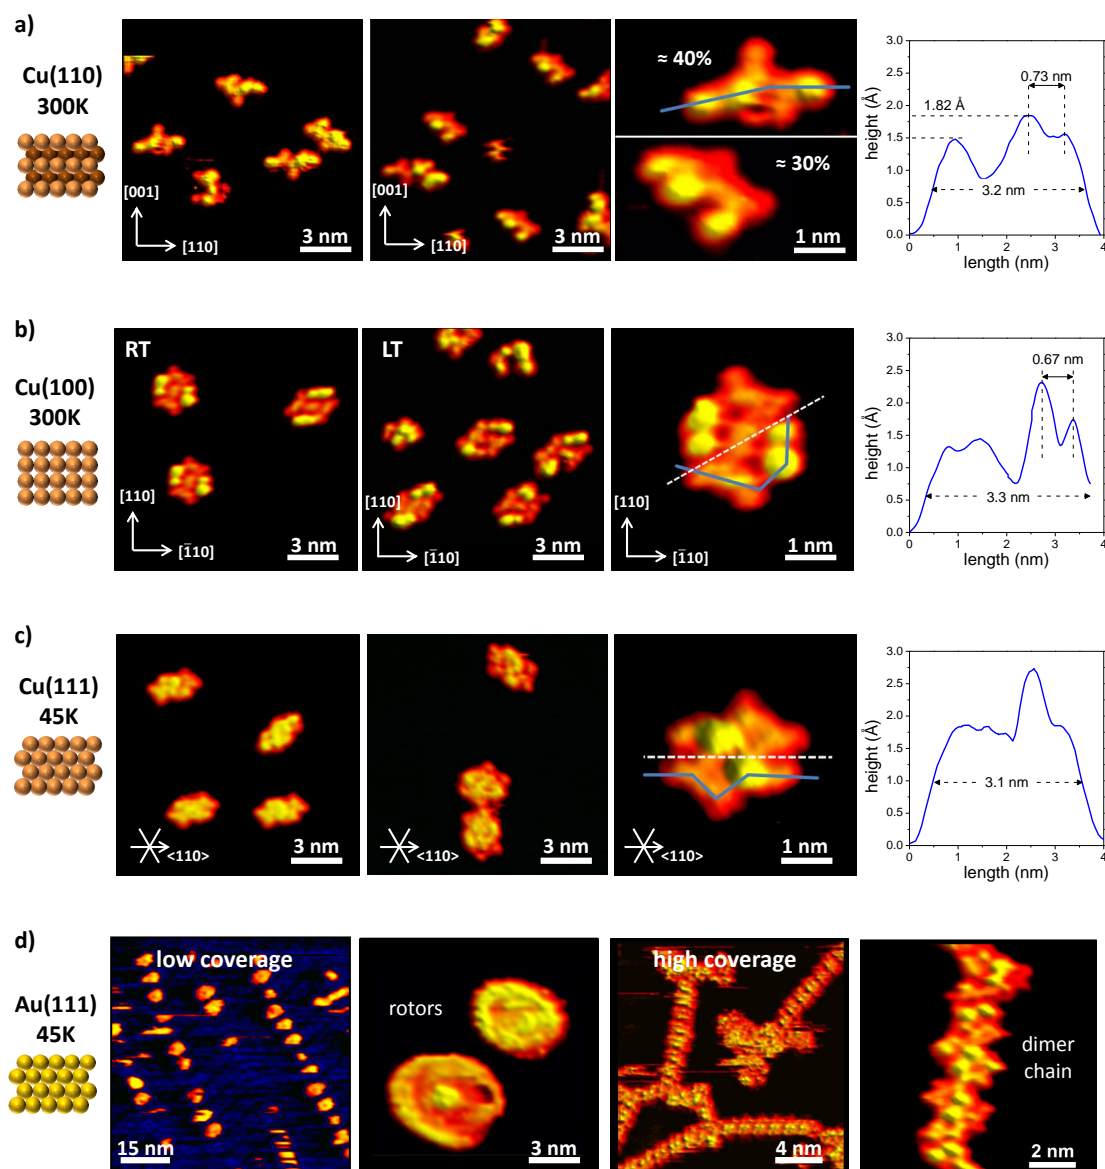 a)
Cu(110)
300K
[001]
[110]
3 nm
[001]
[110]
3 nm
≈ 40%
≈ 30%
1 nm
3.0
2.5
2.0
1.5
1.0
0.5
0.0
height (Å)
0.73 nm
1.82 Å
3.2 nm
0 1 2 3 4
length (nm)
b)
Cu(100)
300K
RT
[110]
[1̅10]
3 nm
LT
[110]
[1̅10]
3 nm
[110]
[1̅10]
1 nm
3.0
2.5
2.0
1.5
1.0
0.5
0.0
height (Å)
0.67 nm
3.3 nm
0 1 2 3 4
length (nm)
c)
Cu(111)
45K
<110>
3 nm
<110>
3 nm
<110>
1 nm
3.0
2.5
2.0
1.5
1.0
0.5
0.0
height (Å)
3.1 nm
0 1 2 3 4
length (nm)
d)
Au(111)
45K
low coverage
15 nm
rotors
3 nm
high coverage
4 nm
dimer
chain
2 nm